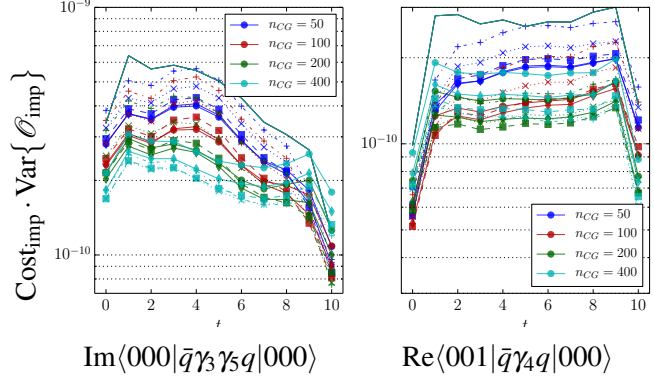 Cost_imp · Var{𝒪_imp}
10⁻⁹
10⁻¹⁰
n_CG = 50
n_CG = 100
n_CG = 200
n_CG = 400
0 2 4 6 8 10
t
Im⟨000|q̄γ₃γ₅q|000⟩
10⁻¹⁰
n_CG = 50
n_CG = 100
n_CG = 200
n_CG = 400
0 2 4 6 8 10
t
Re⟨001|q̄γ₄q|000⟩